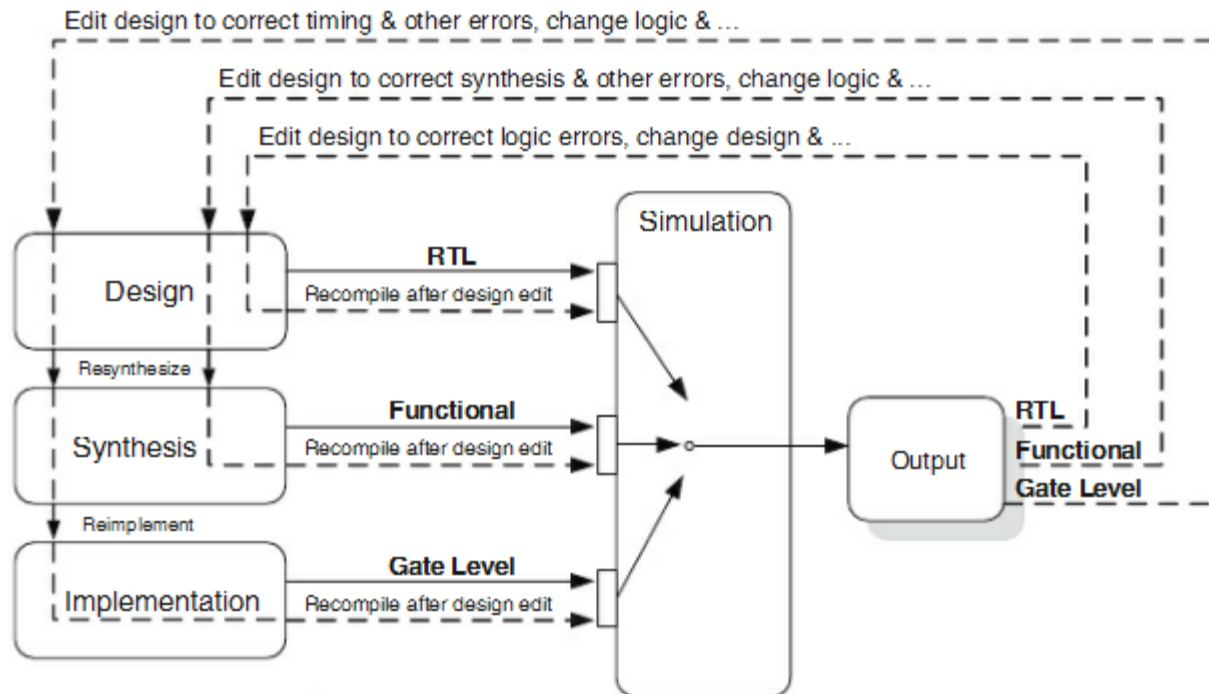 Edit design to correct timing & other errors, change logic & ...
Edit design to correct synthesis & other errors, change logic & ...
Edit design to correct logic errors, change design & ...
Simulation
RTL
Design
Recompile after design edit
Resynthesize
Functional
Synthesis
Recompile after design edit
RTL
Functional
Output
Gate Level
Reimplement
Gate Level
Implementation
Recompile after design edit